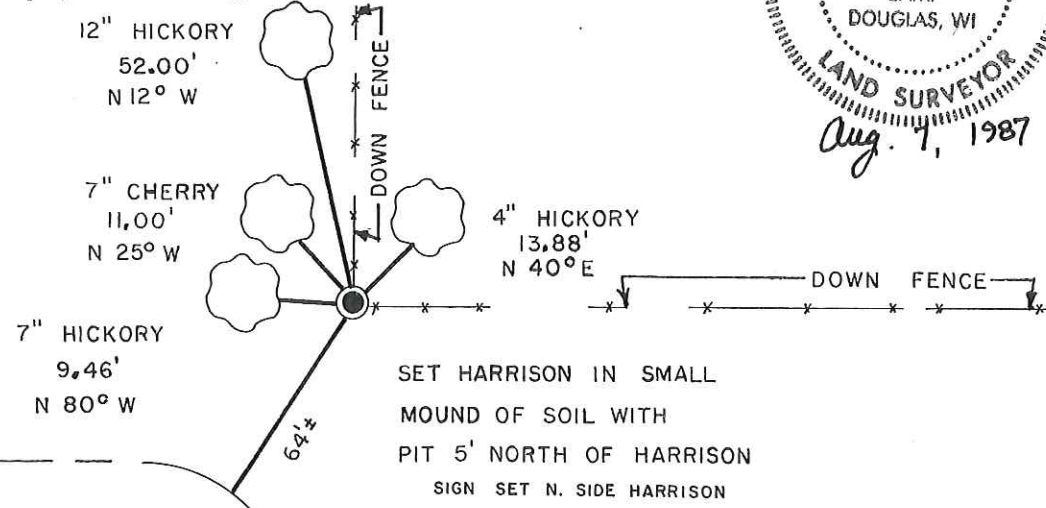 12" HICKORY
52.00'
N 12° W
DOWN FENCE
DOUGLAS, WI
LAND SURVEYOR
Aug. 7, 1987
7" CHERRY
11.00'
N 25° W
4" HICKORY
13.88'
N 40° E
DOWN FENCE
7" HICKORY
9.46'
N 80° W
64'±
SET HARRISON IN SMALL
MOUND OF SOIL WITH
PIT 5' NORTH OF HARRISON
SIGN SET N. SIDE HARRISON